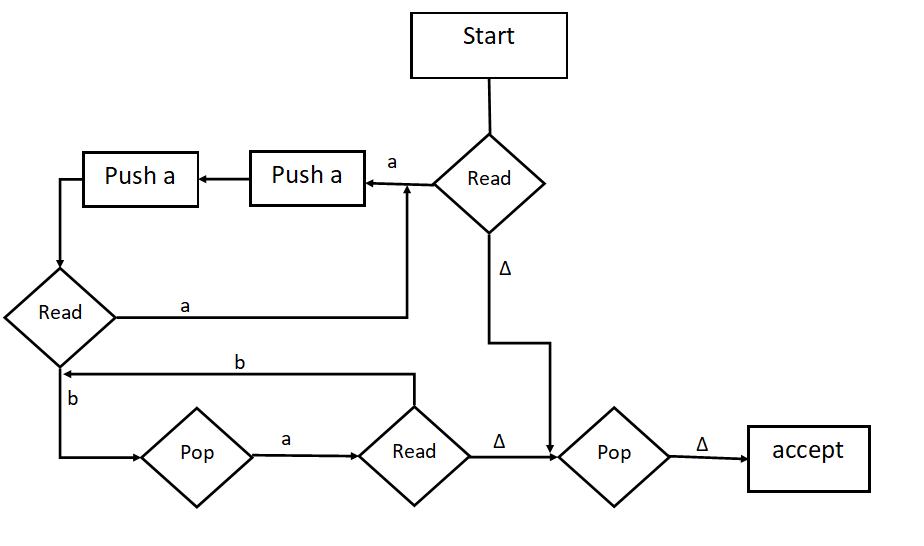 Start
Push a
Push a
a
Read
Δ
Read
a
b
b
Pop
a
Read
Δ
Pop
Δ
accept